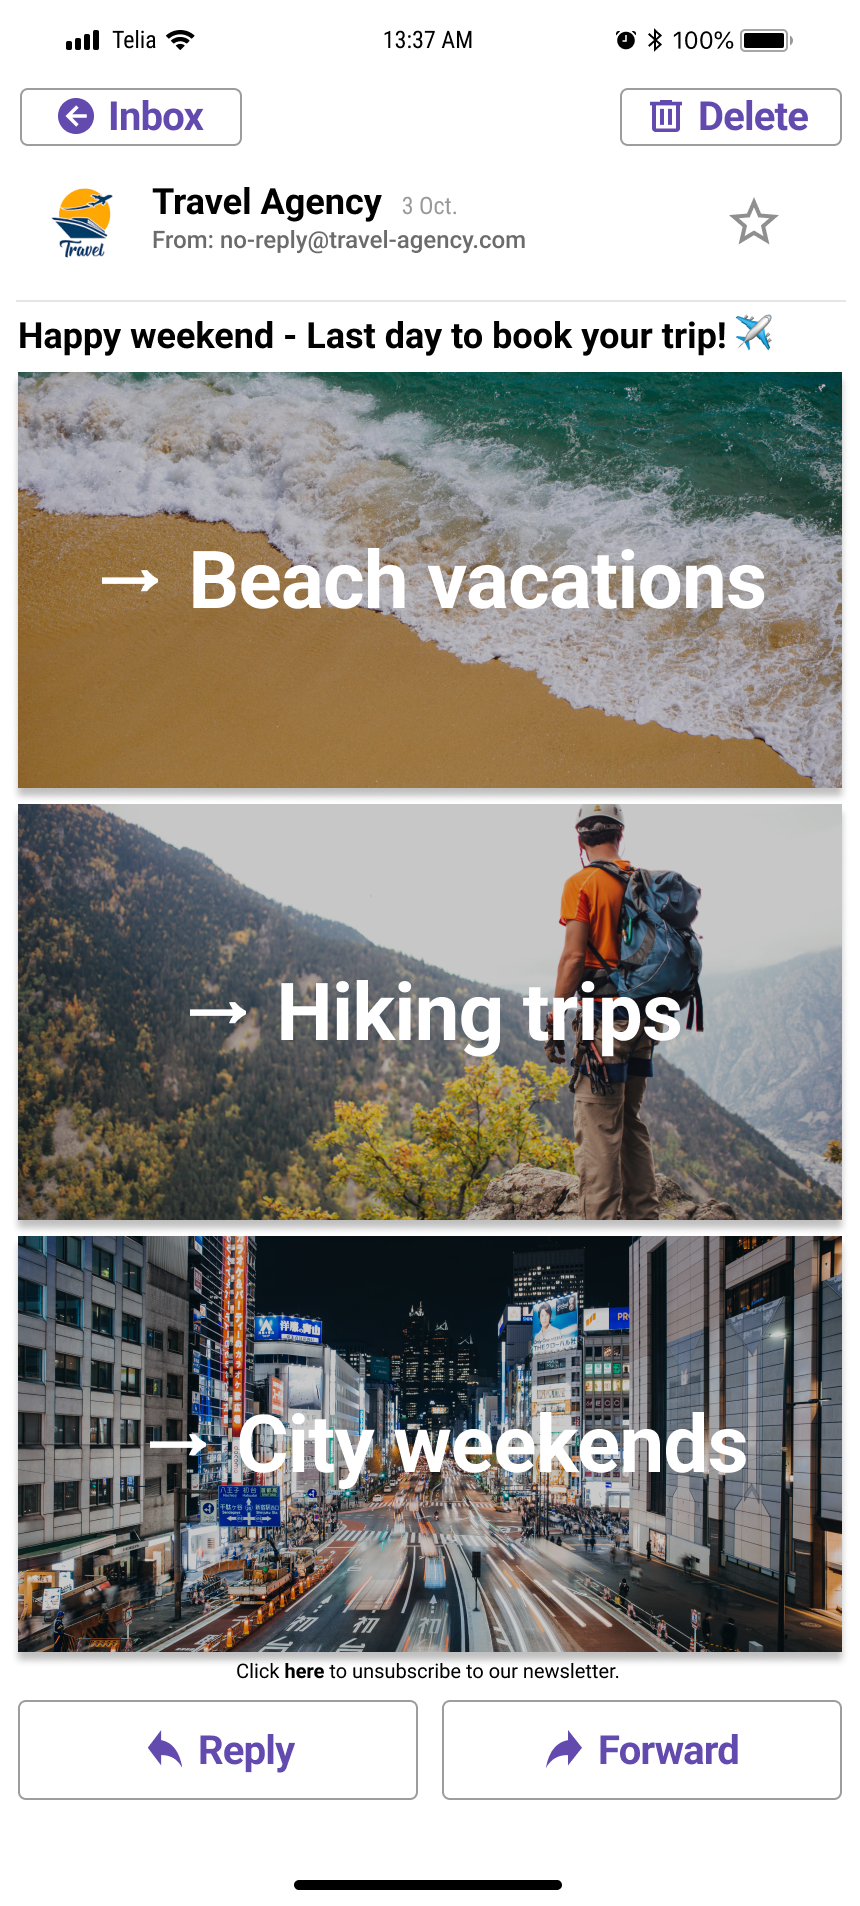 Telia 13:37 AM 100%
Inbox Delete
Travel Agency 3 Oct.
From: no-reply@travel-agency.com
Travel
Happy weekend - Last day to book your trip!
→ Beach vacations
→ Hiking trips
→ City weekends
Click here to unsubscribe to our newsletter.
Reply Forward